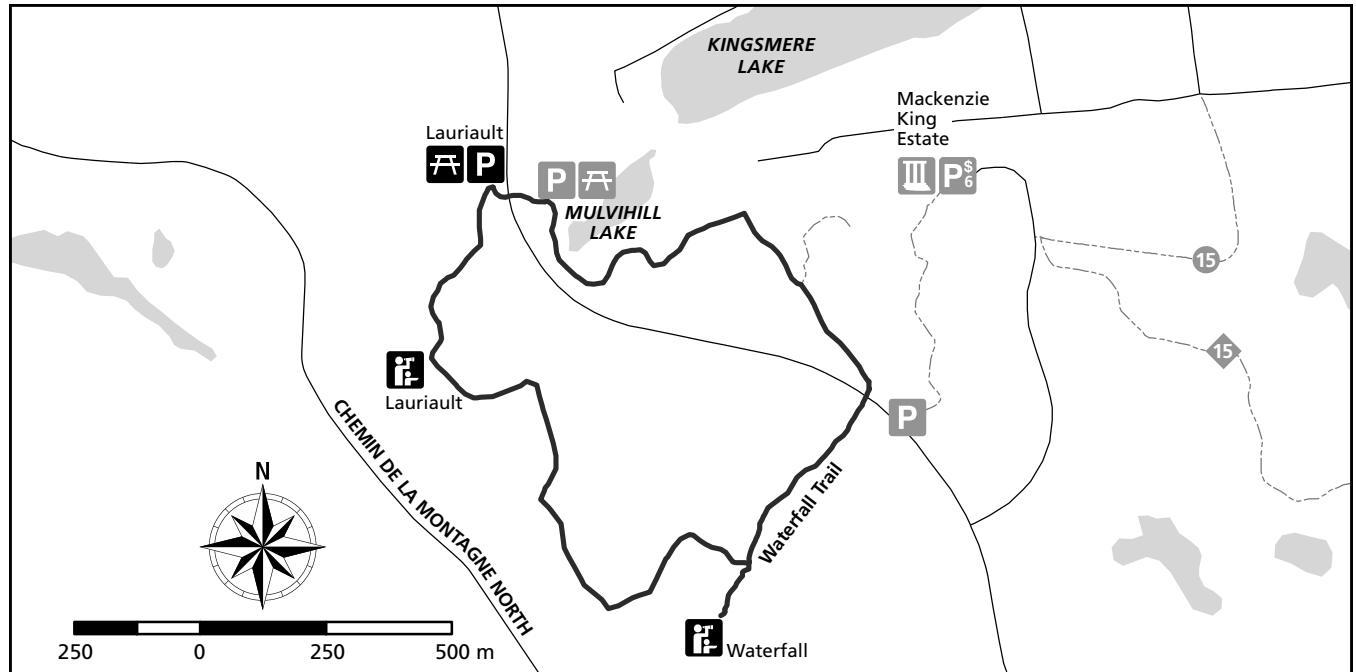 KINGSMERE
LAKE
Mackenzie
King
Estate
P$
6
Lauriault
P
P
MULVIHILL
LAKE
15
15
Lauriault
P
CHEMIN DE LA MONTAGNE NORTH
Waterfall Trail
N
Waterfall
250
0
250
500 m